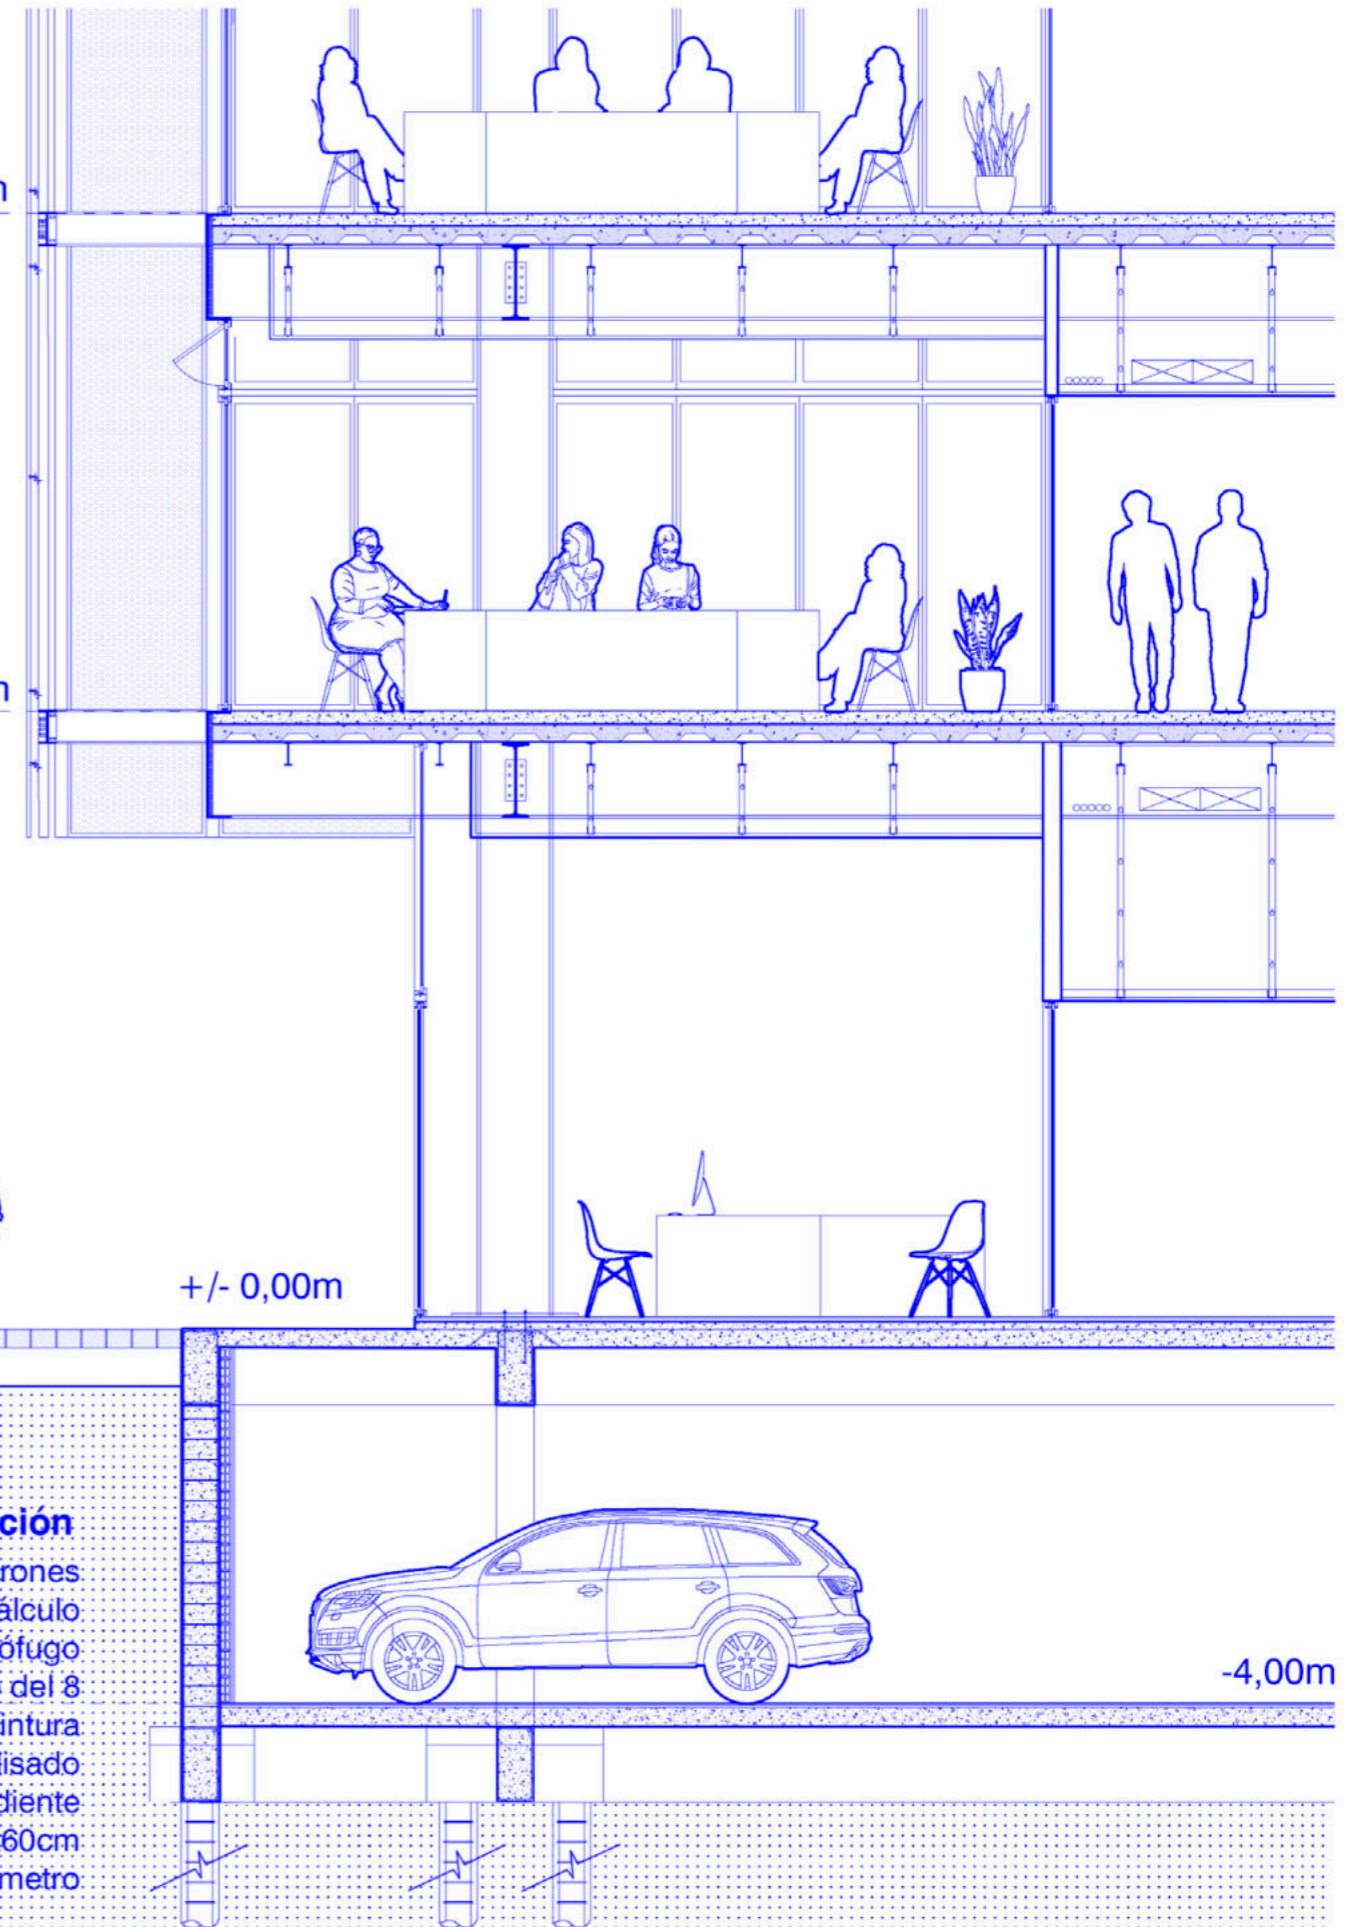 m
m
+/- 0,00m
ción
rones
álculo
ófugo
del 8
intura
lisado
diente
60cm
metro
-4,00m